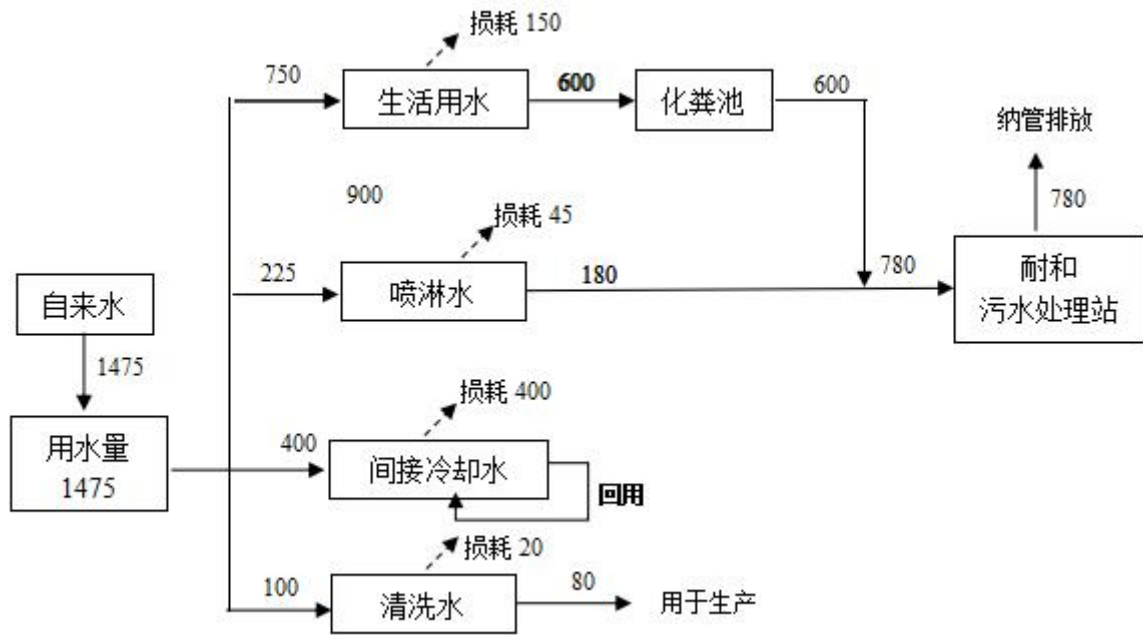 损耗 150
750
生活用水
600
化粪池
600
纳管排放
780
900
损耗 45
225
喷淋水
180
780
耐和
污水处理站
自来水
1475
用水量
1475
损耗 400
400
间接冷却水
回用
损耗 20
100
清洗水
80
用于生产